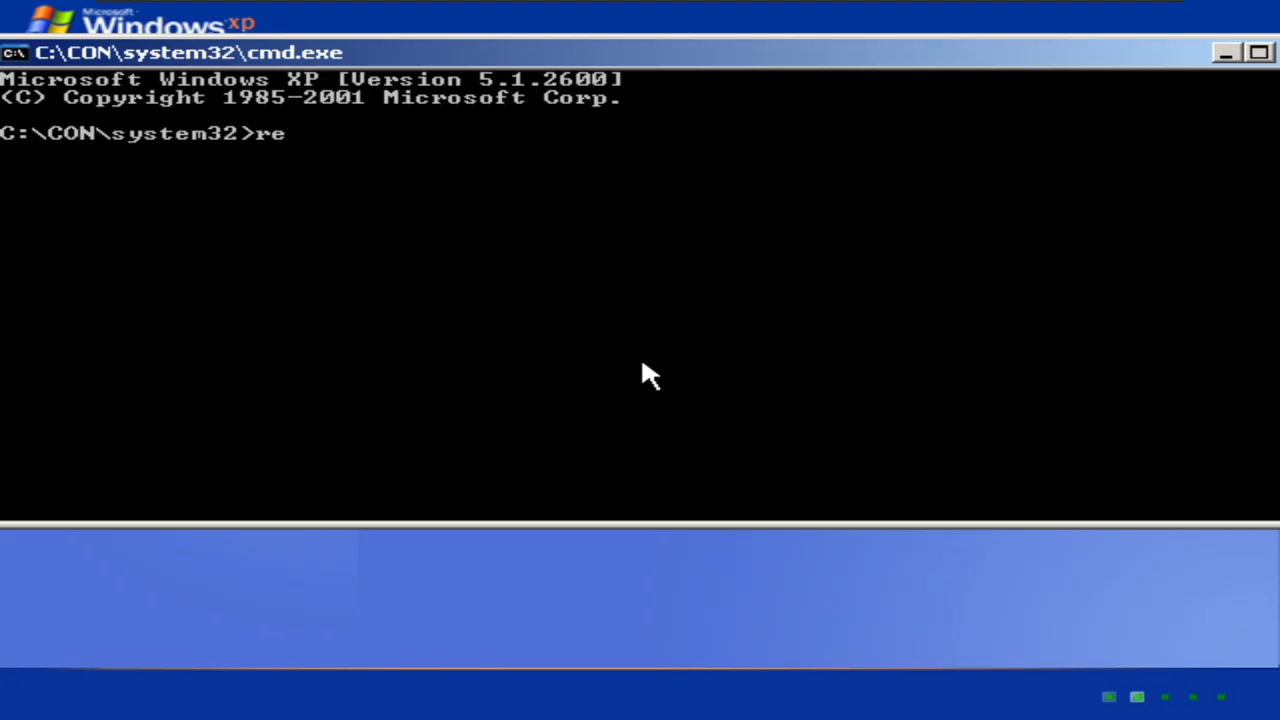 Microsoft
Windows xp
C:\CON\system32\cmd.exe
Microsoft Windows XP [Version 5.1.2600]
(C) Copyright 1985-2001 Microsoft Corp.
C:\CON\system32>re